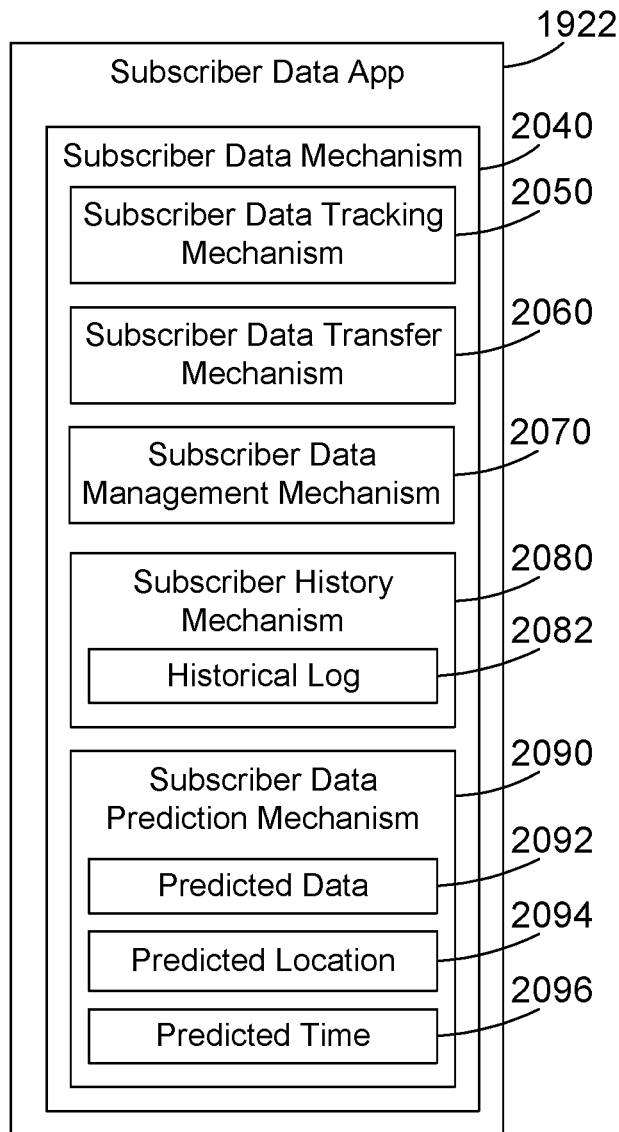 1922
Subscriber Data App
2040
Subscriber Data Mechanism
2050
Subscriber Data Tracking
Mechanism
2060
Subscriber Data Transfer
Mechanism
2070
Subscriber Data
Management Mechanism
2080
Subscriber History
Mechanism
2082
Historical Log
2090
Subscriber Data
Prediction Mechanism
2092
Predicted Data
2094
Predicted Location
2096
Predicted Time